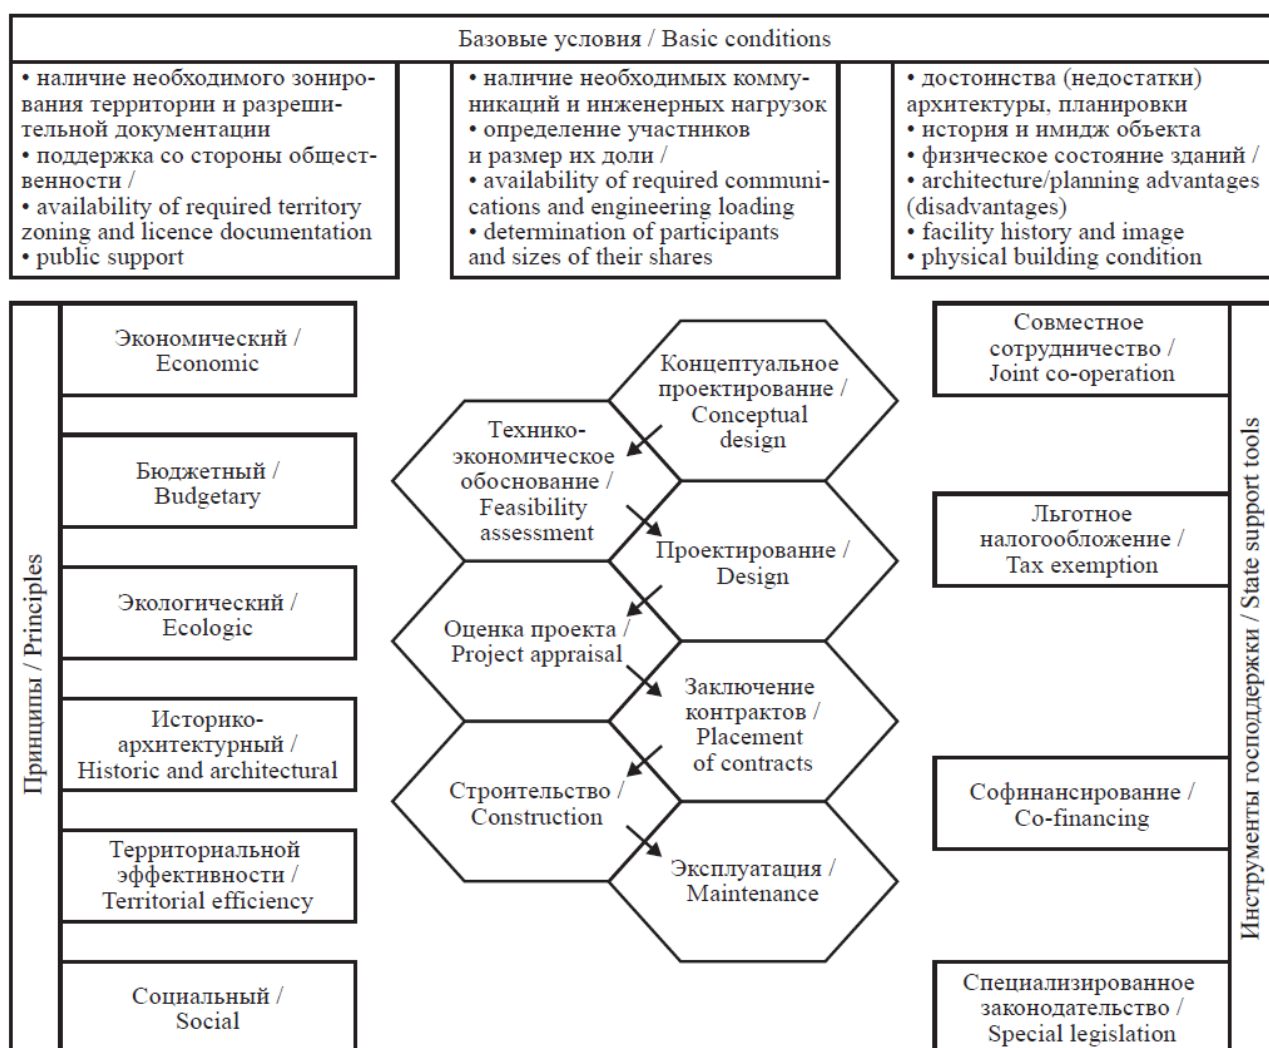 Базовые условия / Basic conditions
• наличие необходимого зониро-
вания территории и разреши-
тельной документации
• поддержка со стороны общест-
венности /
• availability of required territory
zoning and licence documentation
• public support
• наличие необходимых комму-
никаций и инженерных нагрузок
• определение участников
и размер их доли /
• availability of required communi-
cations and engineering loading
• determination of participants
and sizes of their shares
• достоинства (недостатки)
архитектуры, планировки
• история и имидж объекта
• физическое состояние зданий /
• architecture/planning advantages
(disadvantages)
• facility history and image
• physical building condition
Принципы / Principles
Экономический /
Economic
Бюджетный /
Budgetary
Экологический /
Ecologic
Историко-
архитектурный /
Historic and architectural
Территориальной
эффективности /
Territorial efficiency
Социальный /
Social
Концептуальное
проектирование /
Conceptual
design
Технико-
экономическое
обоснование /
Feasibility
assessment
Проектирование /
Design
Оценка проекта /
Project appraisal
Заключение
контрактов /
Placement
of contracts
Строительство /
Construction
Эксплуатация /
Maintenance
Совместное
сотрудничество /
Joint co-operation
Льготное
налогообложение /
Tax exemption
Софинансирование /
Co-financing
Специализированное
законодательство /
Special legislation
Инструменты господдержки / State support tools